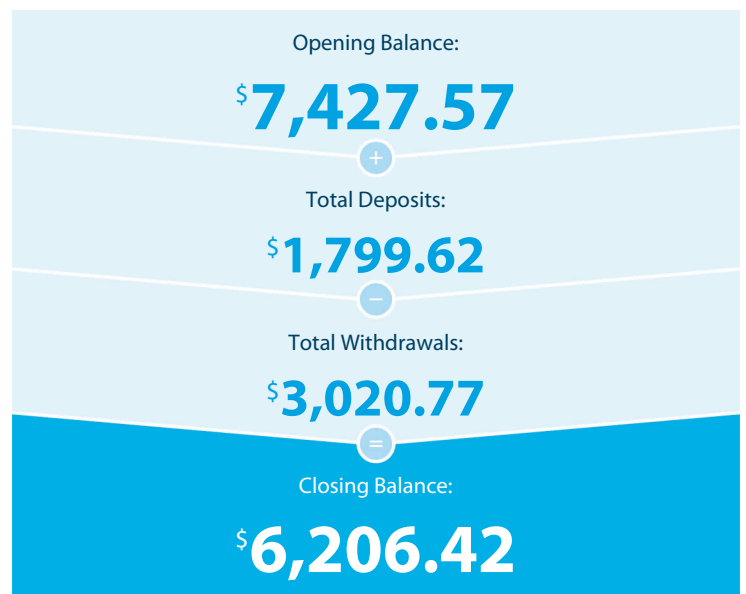 Opening Balance:
$7,427.57
+
Total Deposits:
$1,799.62
−
Total Withdrawals:
$3,020.77
=
Closing Balance:
$6,206.42